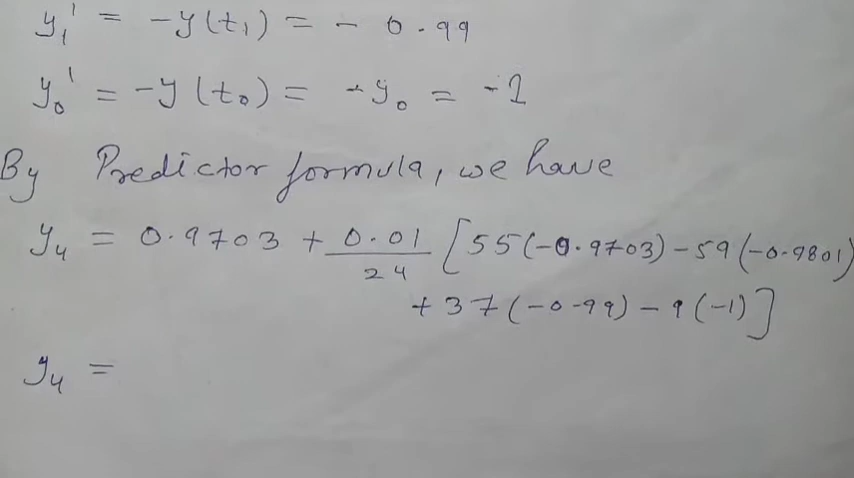 y₁' = -y(t₁) = - 0.99
y₀' = -y(t₀) = -y₀ = -1
By Predictor formula, we have
y₄ = 0.9703 + 0.01/24 [55(-0.9703) - 59(-0.9801)
+ 37(-0.99) - 9(-1)]
y₄ =